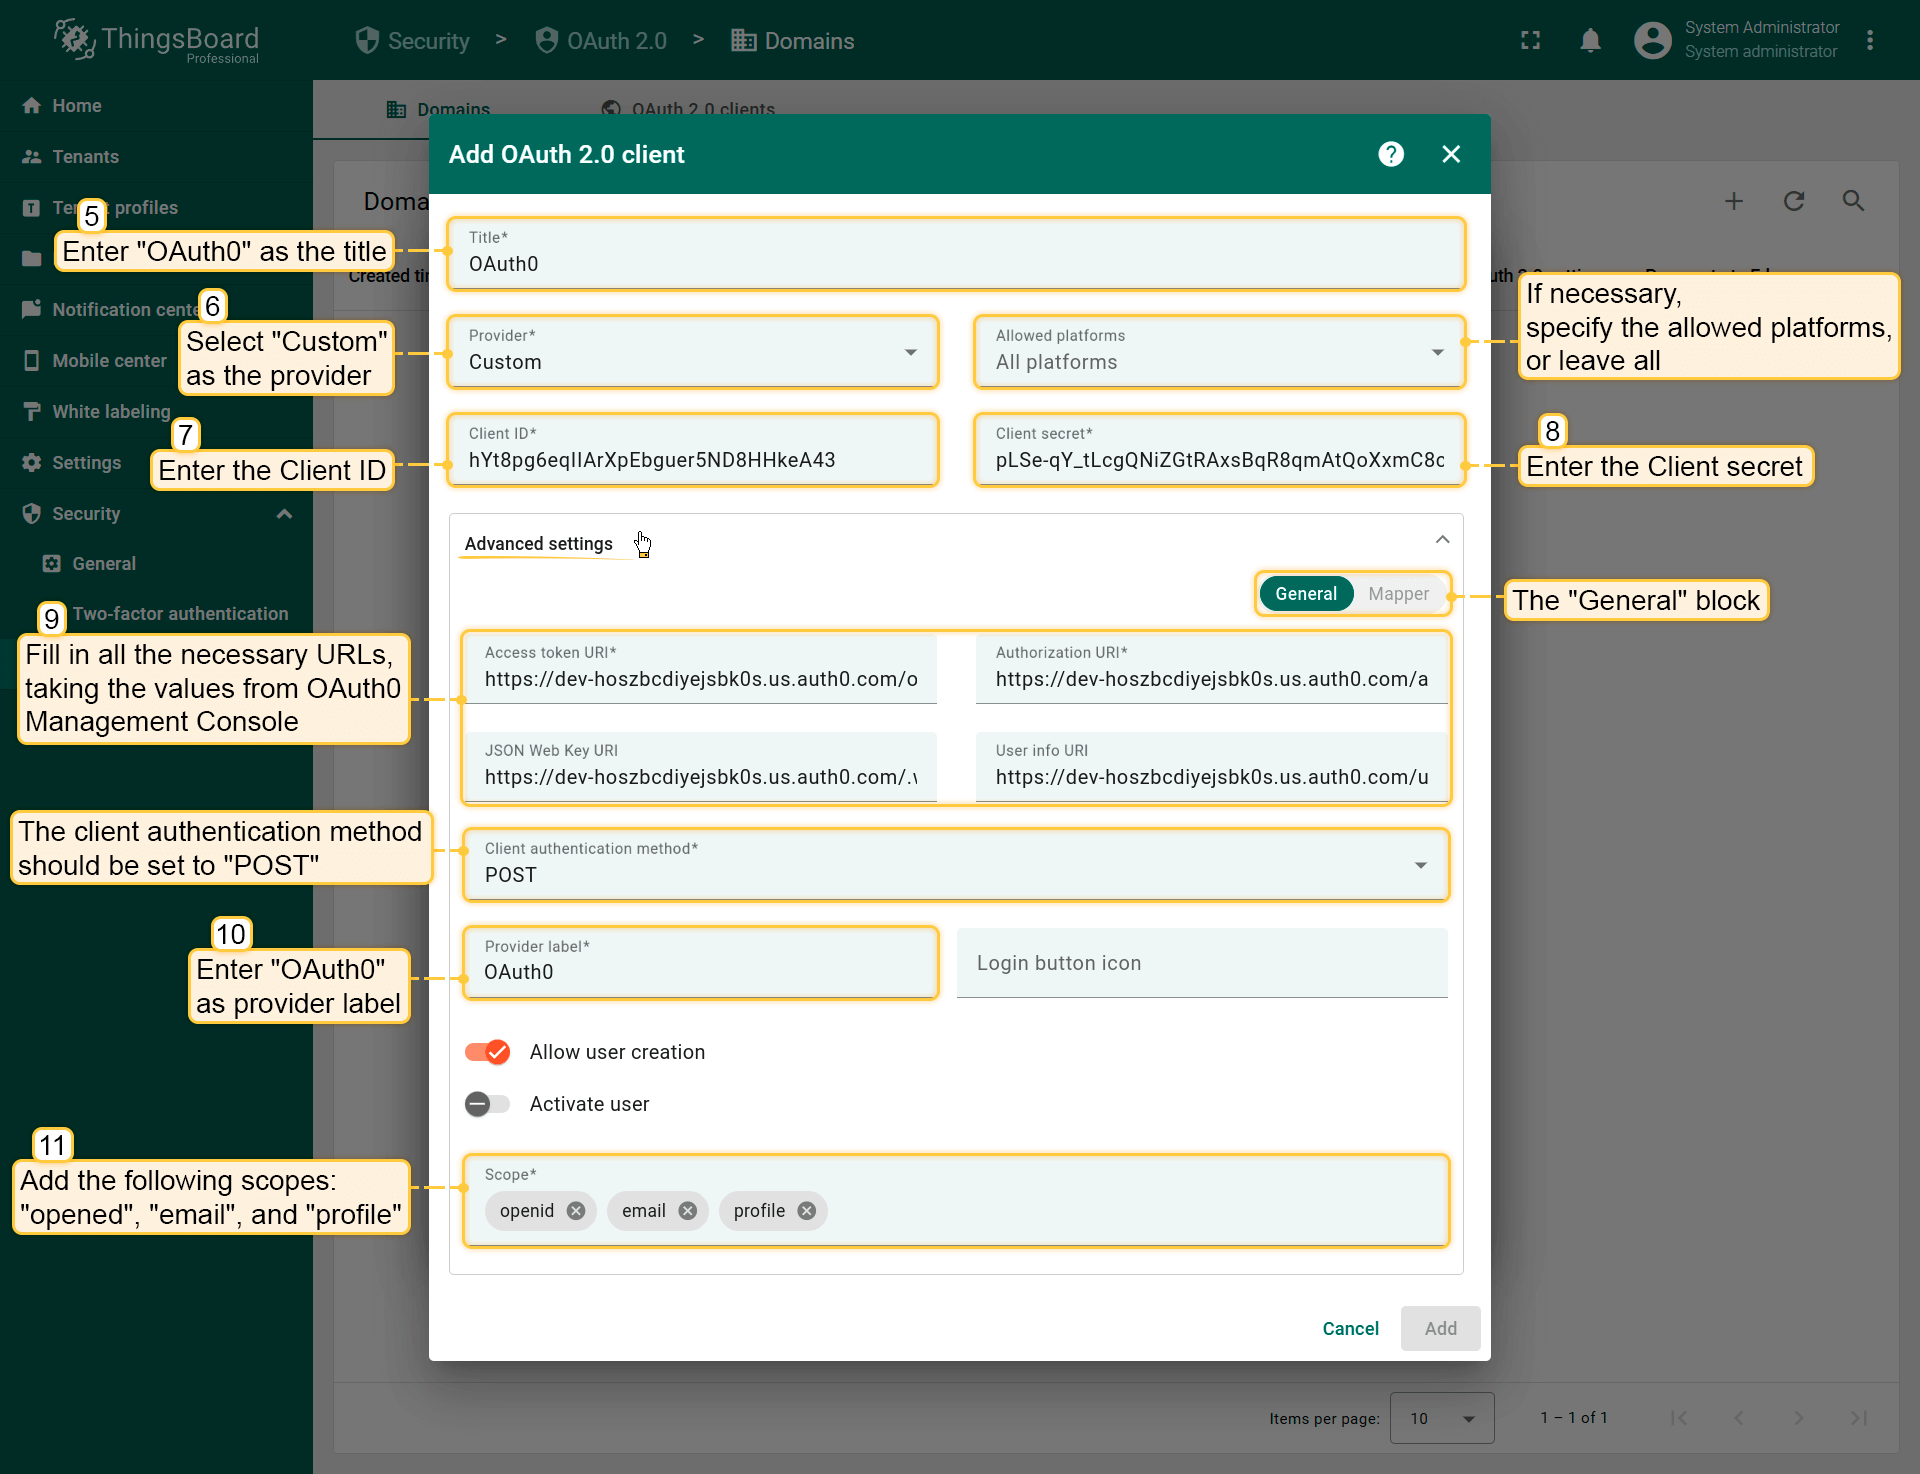 ThingsBoard
Professional
Security > OAuth 2.0 > Domains
System Administrator
System administrator
Home
Tenants
profiles
Notification cente
Mobile center
White labeling
Settings
Security
General
Two-factor authentication
Domains
OAuth 2.0 clients
Doma
Created tim
Add OAuth 2.0 client
?
5
Enter "OAuth0" as the title
Title*
OAuth0
6
Select "Custom"
as the provider
Provider*
Custom
Allowed platforms
All platforms
If necessary,
specify the allowed platforms,
or leave all
7
Enter the Client ID
Client ID*
hYt8pg6eqIIArXpEbguer5ND8HHkeA43
Client secret*
pLSe-qY_tLcgQNiZGtRAxsBqR8qmAtQoXxmC8c
8
Enter the Client secret
Advanced settings
General
Mapper
The "General" block
9
Fill in all the necessary URLs,
taking the values from OAuth0
Management Console
Access token URI*
https://dev-hoszbcdiyejsbk0s.us.auth0.com/o
Authorization URI*
https://dev-hoszbcdiyejsbk0s.us.auth0.com/a
JSON Web Key URI
https://dev-hoszbcdiyejsbk0s.us.auth0.com/.w
User info URI
https://dev-hoszbcdiyejsbk0s.us.auth0.com/u
The client authentication method
should be set to "POST"
Client authentication method*
POST
10
Enter "OAuth0"
as provider label
Provider label*
OAuth0
Login button icon
Allow user creation
Activate user
11
Add the following scopes:
"opened", "email", and "profile"
Scope*
openid
email
profile
Cancel
Add
Items per page: 10
1 – 1 of 1